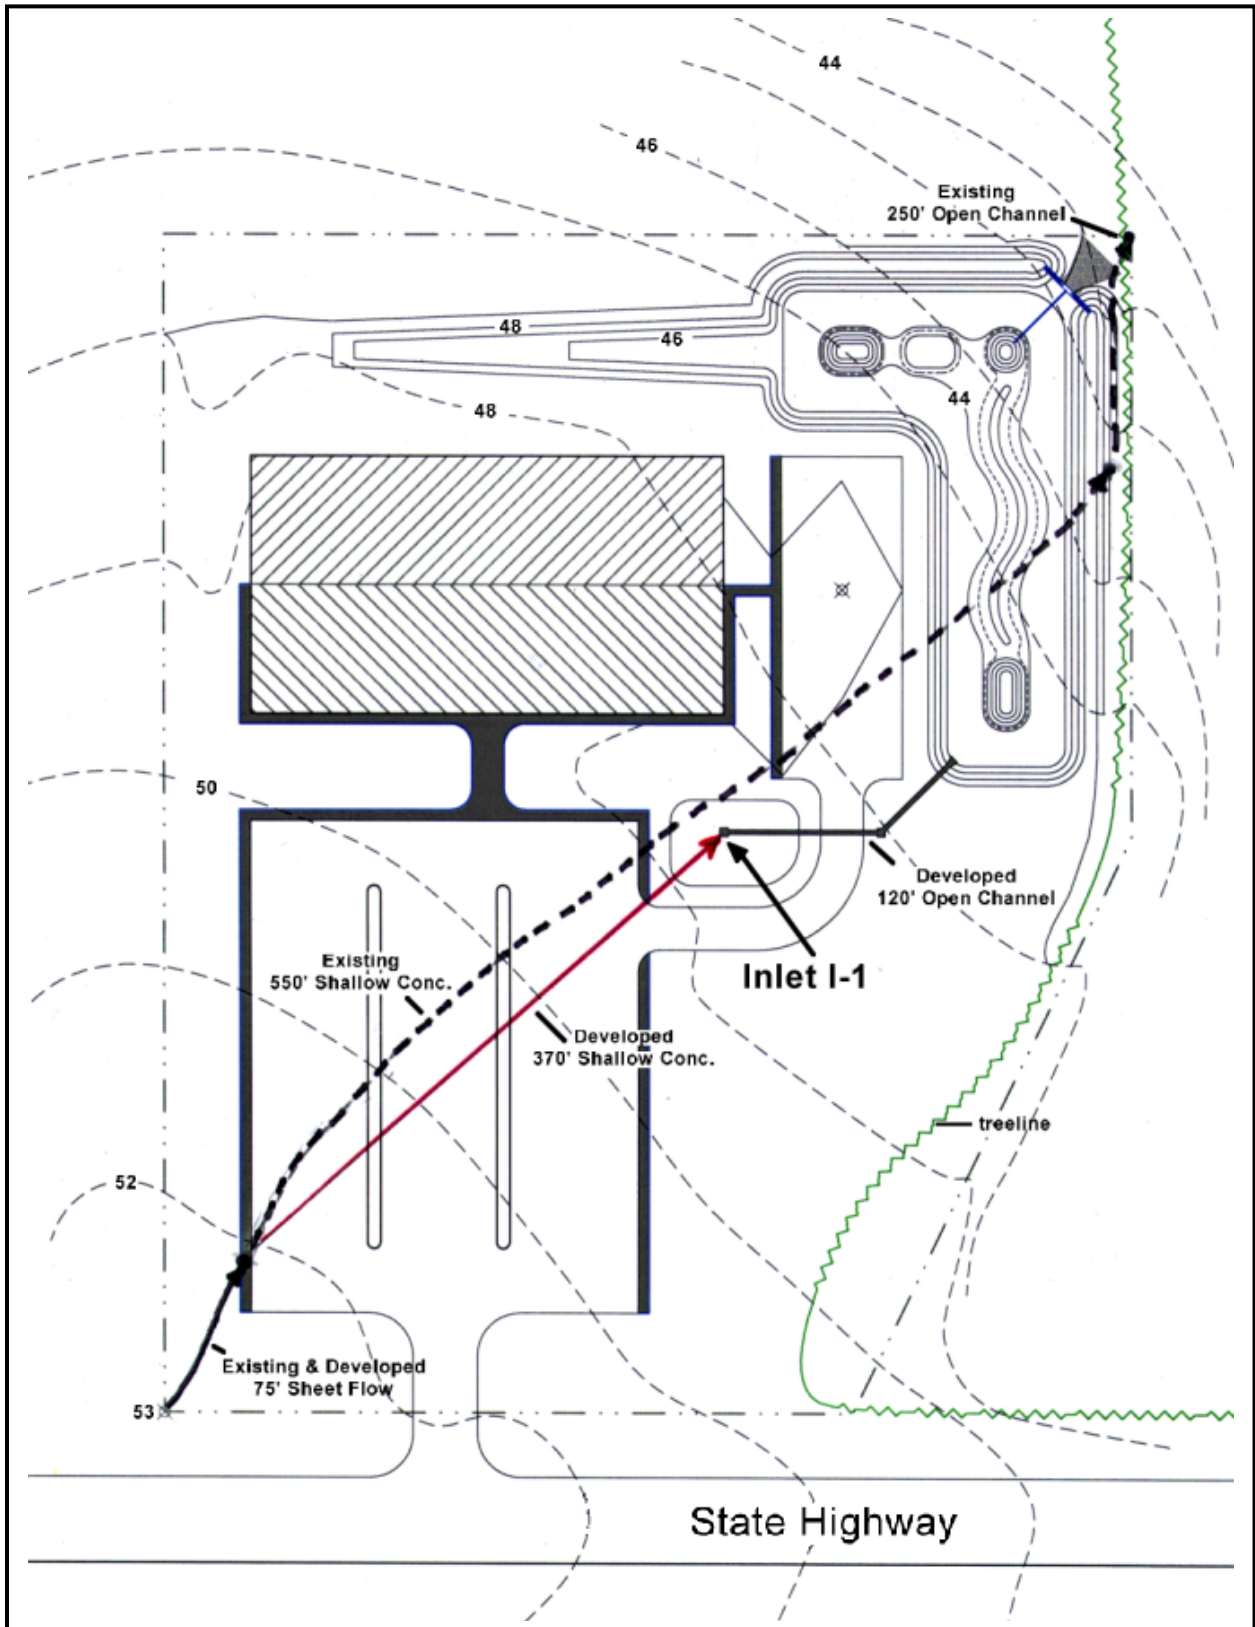 44
46
Existing
250' Open Channel
48
46
44
48
50
Developed
120' Open Channel
Inlet I-1
Existing
550' Shallow Conc.
Developed
370' Shallow Conc.
treeline
52
Existing & Developed
75' Sheet Flow
53
State Highway